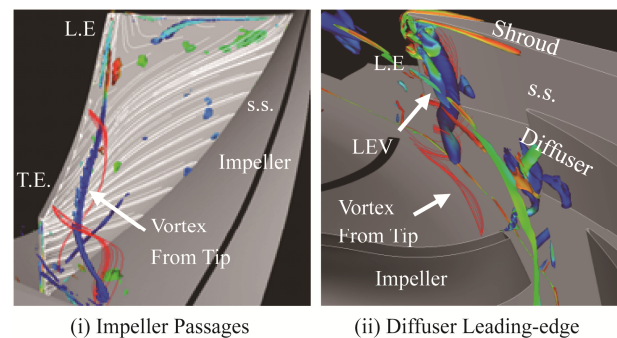 L.E
s.s.
Impeller
T.E.
Vortex
From Tip
(i) Impeller Passages
Shroud
L.E
s.s.
LEV
Diffuser
Vortex
From Tip
Impeller
(ii) Diffuser Leading-edge